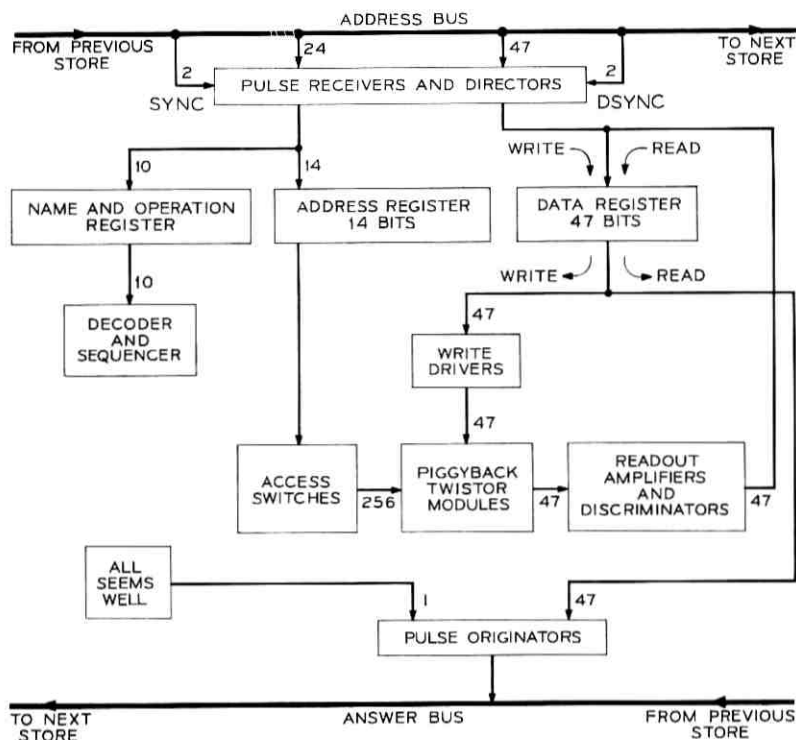 ADDRESS BUS
FROM PREVIOUS
STORE
TO NEXT
STORE
2
24
47
2
SYNC
PULSE RECEIVERS AND DIRECTORS
DSYNC
10
14
WRITE
READ
NAME AND OPERATION
REGISTER
ADDRESS REGISTER
14 BITS
DATA REGISTER
47 BITS
10
WRITE
READ
DECODER
AND
SEQUENCER
47
WRITE
DRIVERS
47
ACCESS
SWITCHES
256
PIGGYBACK
TWISTOR
MODULES
47
READOUT
AMPLIFIERS
AND
DISCRIMINATORS
47
ALL
SEEMS
WELL
1
47
PULSE ORIGINATORS
TO NEXT
STORE
ANSWER BUS
FROM PREVIOUS
STORE